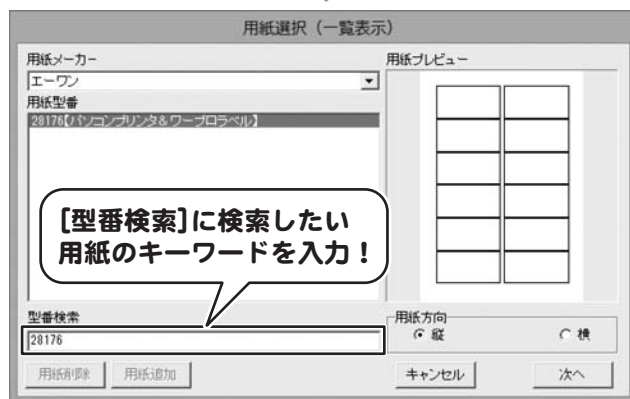 用紙選択（一覧表示）
用紙メーカー
エーワン
用紙型番
28176【パソコンプリンタ&ワープロラベル】
用紙プレビュー
[型番検索]に検索したい
用紙のキーワードを入力！
型番検索
28176
用紙方向
縦
横
用紙削除
用紙追加
キャンセル
次へ